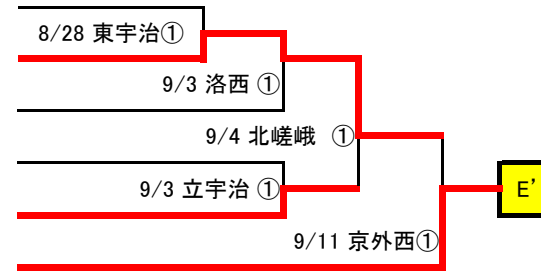 8/28 東宇治①
9/3 洛西 ①
9/4 北嵯峨 ①
9/3 立宇治 ①
E’
9/11 京外西①